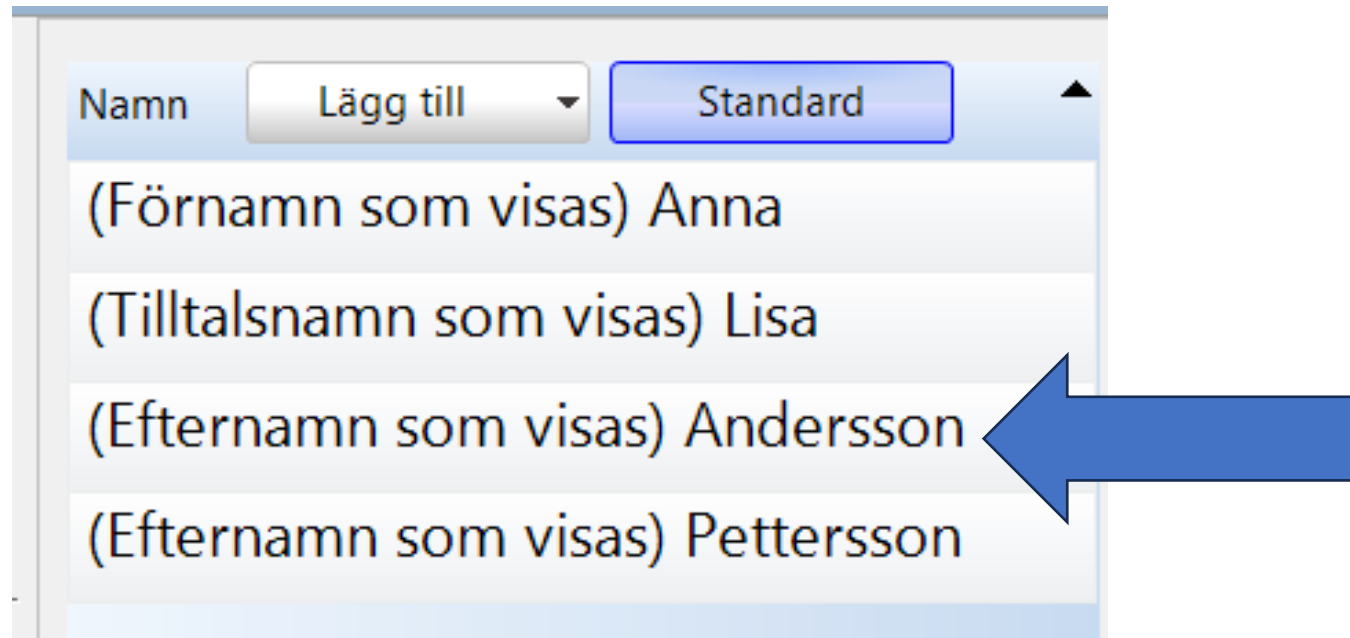 Namn Lägg till Standard
(Förnamn som visas) Anna
(Tilltalsnamn som visas) Lisa
(Efternamn som visas) Andersson
(Efternamn som visas) Pettersson